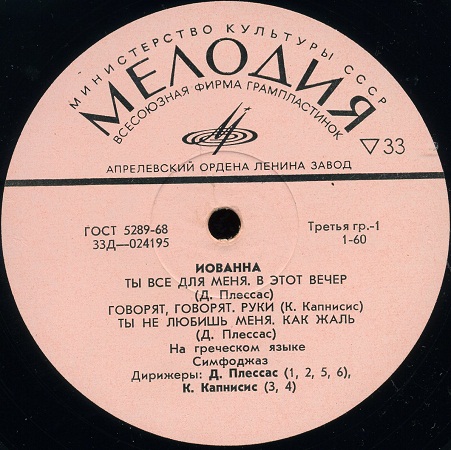 МИНИСТЕРСТВО КУЛЬТУРЫ СССР
МЕЛОДИЯ
ВСЕСОЮЗНАЯ ФИРМА ГРАМПЛАСТИНОК
▽33
АПРЕЛЕВСКИЙ ОРДЕНА ЛЕНИНА ЗАВОД
ГОСТ 5289-68
33Д—024195
Третья гр.-1
1-60
ИОВАННА
ТЫ ВСЕ ДЛЯ МЕНЯ. В ЭТОТ ВЕЧЕР
(Д. Плессас)
ГОВОРЯТ, ГОВОРЯТ. РУКИ (К. Капнисис)
ТЫ НЕ ЛЮБИШЬ МЕНЯ. КАК ЖАЛЬ
(Д. Плессас)
На греческом языке
Симфоджаз
Дирижеры: Д. Плессас (1, 2, 5, 6),
К. Капнисис (3, 4)